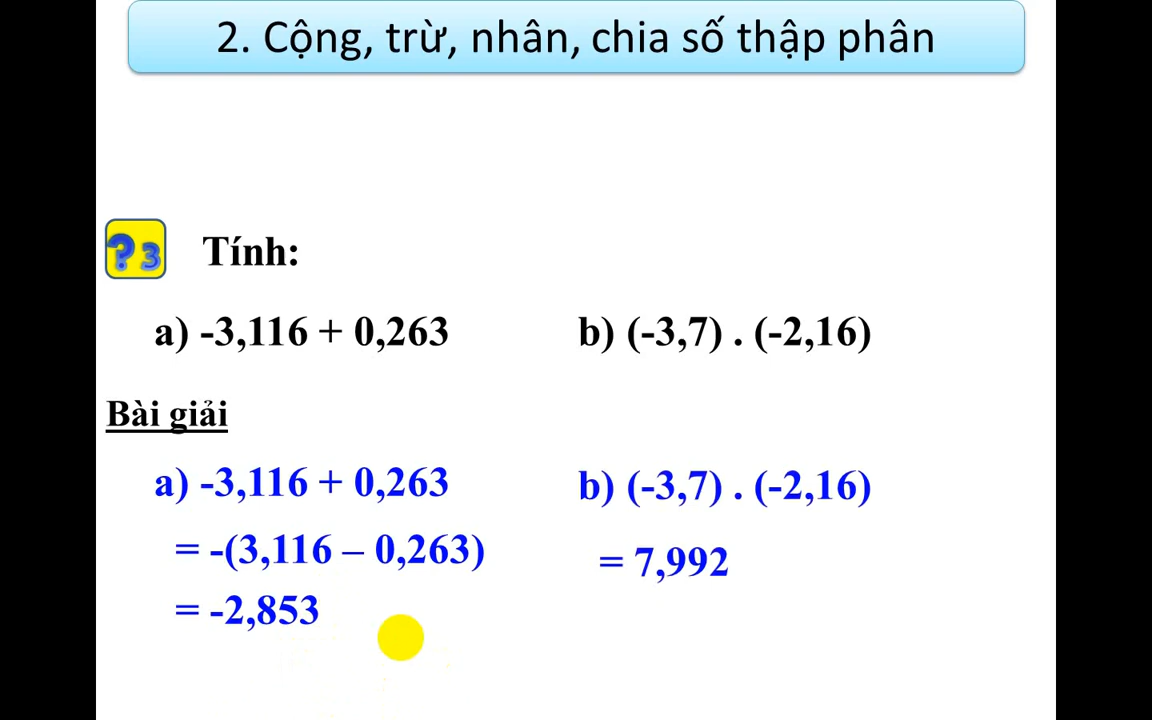 2. Cộng, trừ, nhân, chia số thập phân
? 3 Tính:
a) -3,116 + 0,263 b) (-3,7) . (-2,16)
Bài giải
a) -3,116 + 0,263 b) (-3,7) . (-2,16)
= -(3,116 – 0,263) = 7,992
= -2,853